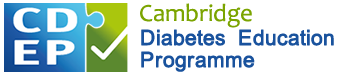 CD
EP
Cambridge
Diabetes Education
Programme